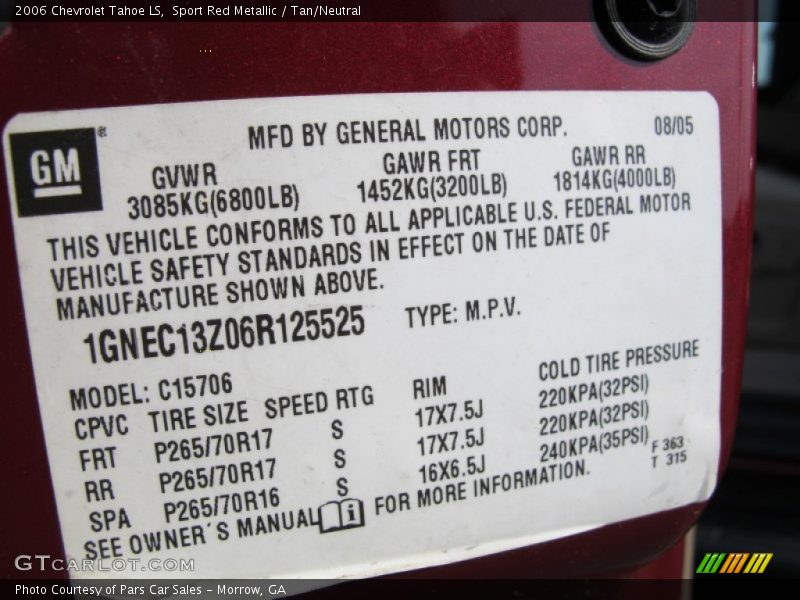 2006 Chevrolet Tahoe LS,  Sport Red Metallic / Tan/Neutral
GM ®
MFD BY GENERAL MOTORS CORP. 08/05
GVWR GAWR FRT GAWR RR
3085KG(6800LB) 1452KG(3200LB) 1814KG(4000LB)
THIS VEHICLE CONFORMS TO ALL APPLICABLE U.S. FEDERAL MOTOR
VEHICLE SAFETY STANDARDS IN EFFECT ON THE DATE OF
MANUFACTURE SHOWN ABOVE.
1GNEC13Z06R125525 TYPE: M.P.V.
MODEL: C15706
CPVC TIRE SIZE SPEED RTG RIM COLD TIRE PRESSURE
FRT P265/70R17 S 17X7.5J 220KPA(32PSI)
RR P265/70R17 S 17X7.5J 220KPA(32PSI)
SPA P265/70R16 S 16X6.5J 240KPA(35PSI)
F 363
T 315
SEE OWNER'S MANUAL i FOR MORE INFORMATION.
GTCarLot.com
Photo Courtesy of Pars Car Sales - Morrow, GA